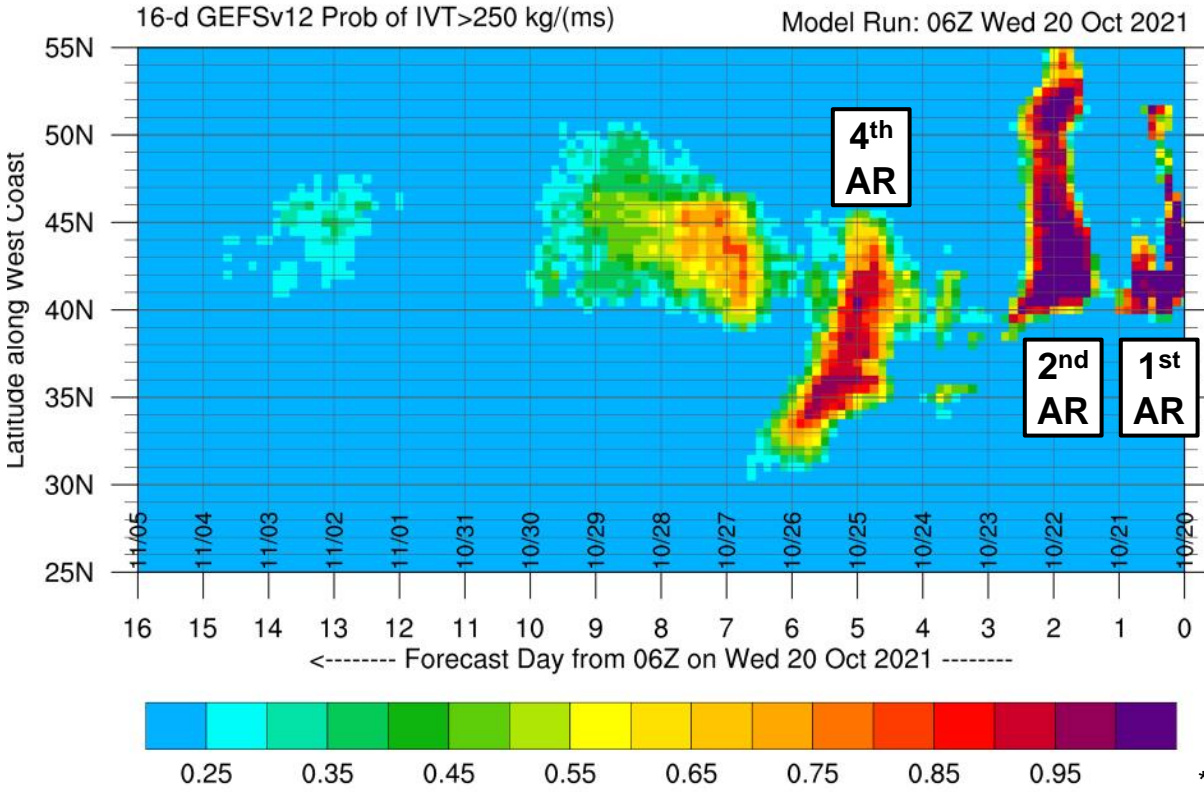 16-d GEFSv12 Prob of IVT>250 kg/(ms)
Model Run: 06Z Wed 20 Oct 2021
Latitude along West Coast
55N
50N
45N
40N
35N
30N
25N
4th
AR
2nd
AR
1st
AR
11/05 11/04 11/03 11/02 11/01 10/31 10/30 10/29 10/28 10/27 10/26 10/25 10/24 10/23 10/22 10/21 10/20
16 15 14 13 12 11 10 9 8 7 6 5 4 3 2 1 0
<-------- Forecast Day from 06Z on Wed 20 Oct 2021 --------
0.25 0.35 0.45 0.55 0.65 0.75 0.85 0.95
*